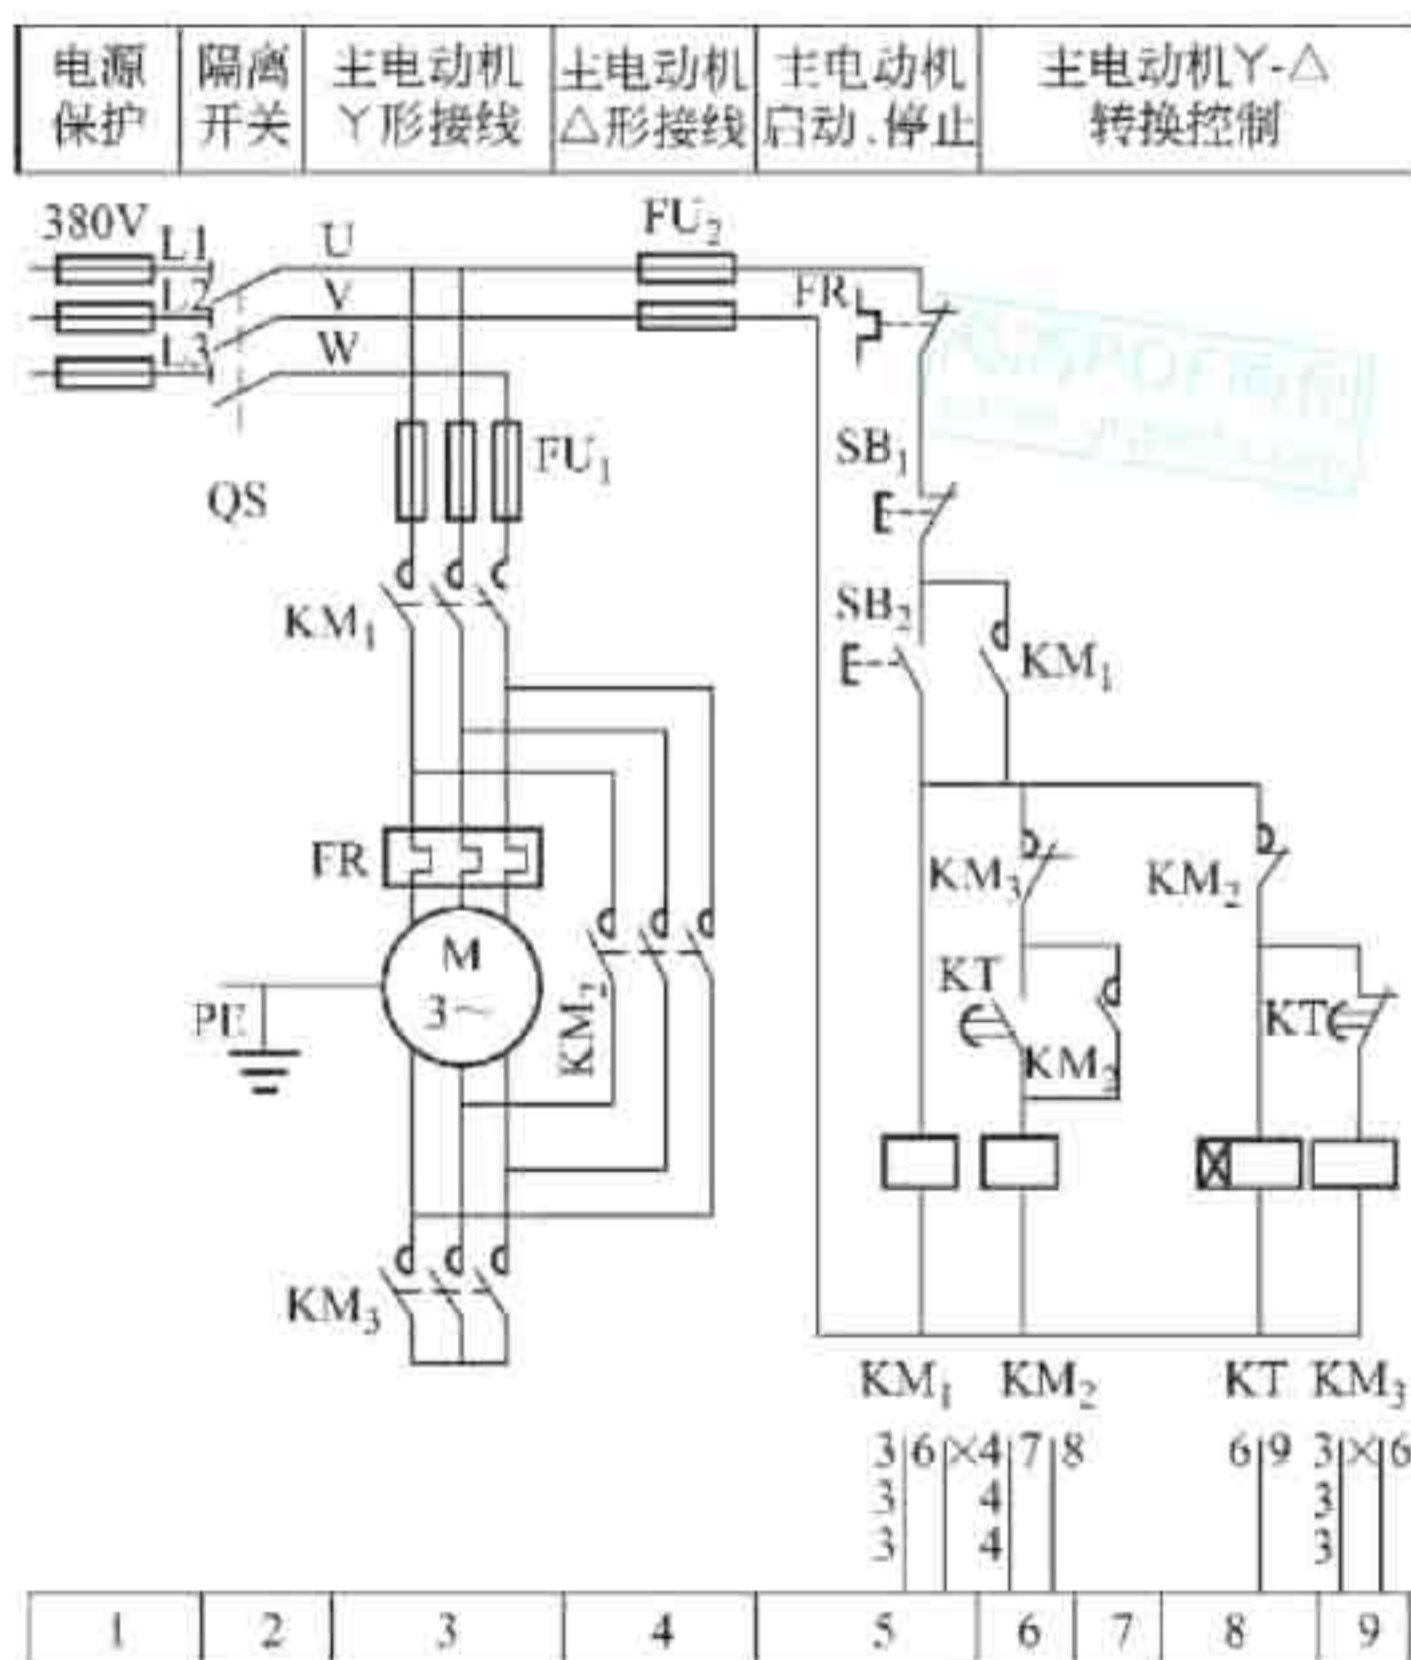 电源 隔离 主电动机 主电动机 主电动机 主电动机Y-△
保护 开关 Y形接线 △形接线 启动、停止 转换控制
380V L1 U FU₂
L2 V FR
L3 W
SB₁ FU₁
QS
KM₁ SB₂
KM₁
FR KM₃ KM₂
M
3～ KM₂ KT
PE KT
KM₂
KM₃
KM₁ KM₂ KT KM₃
3 6 × 4 7 8 6 9 3 × 6
3 4 3
3 4 3
1 2 3 4 5 6 7 8 9